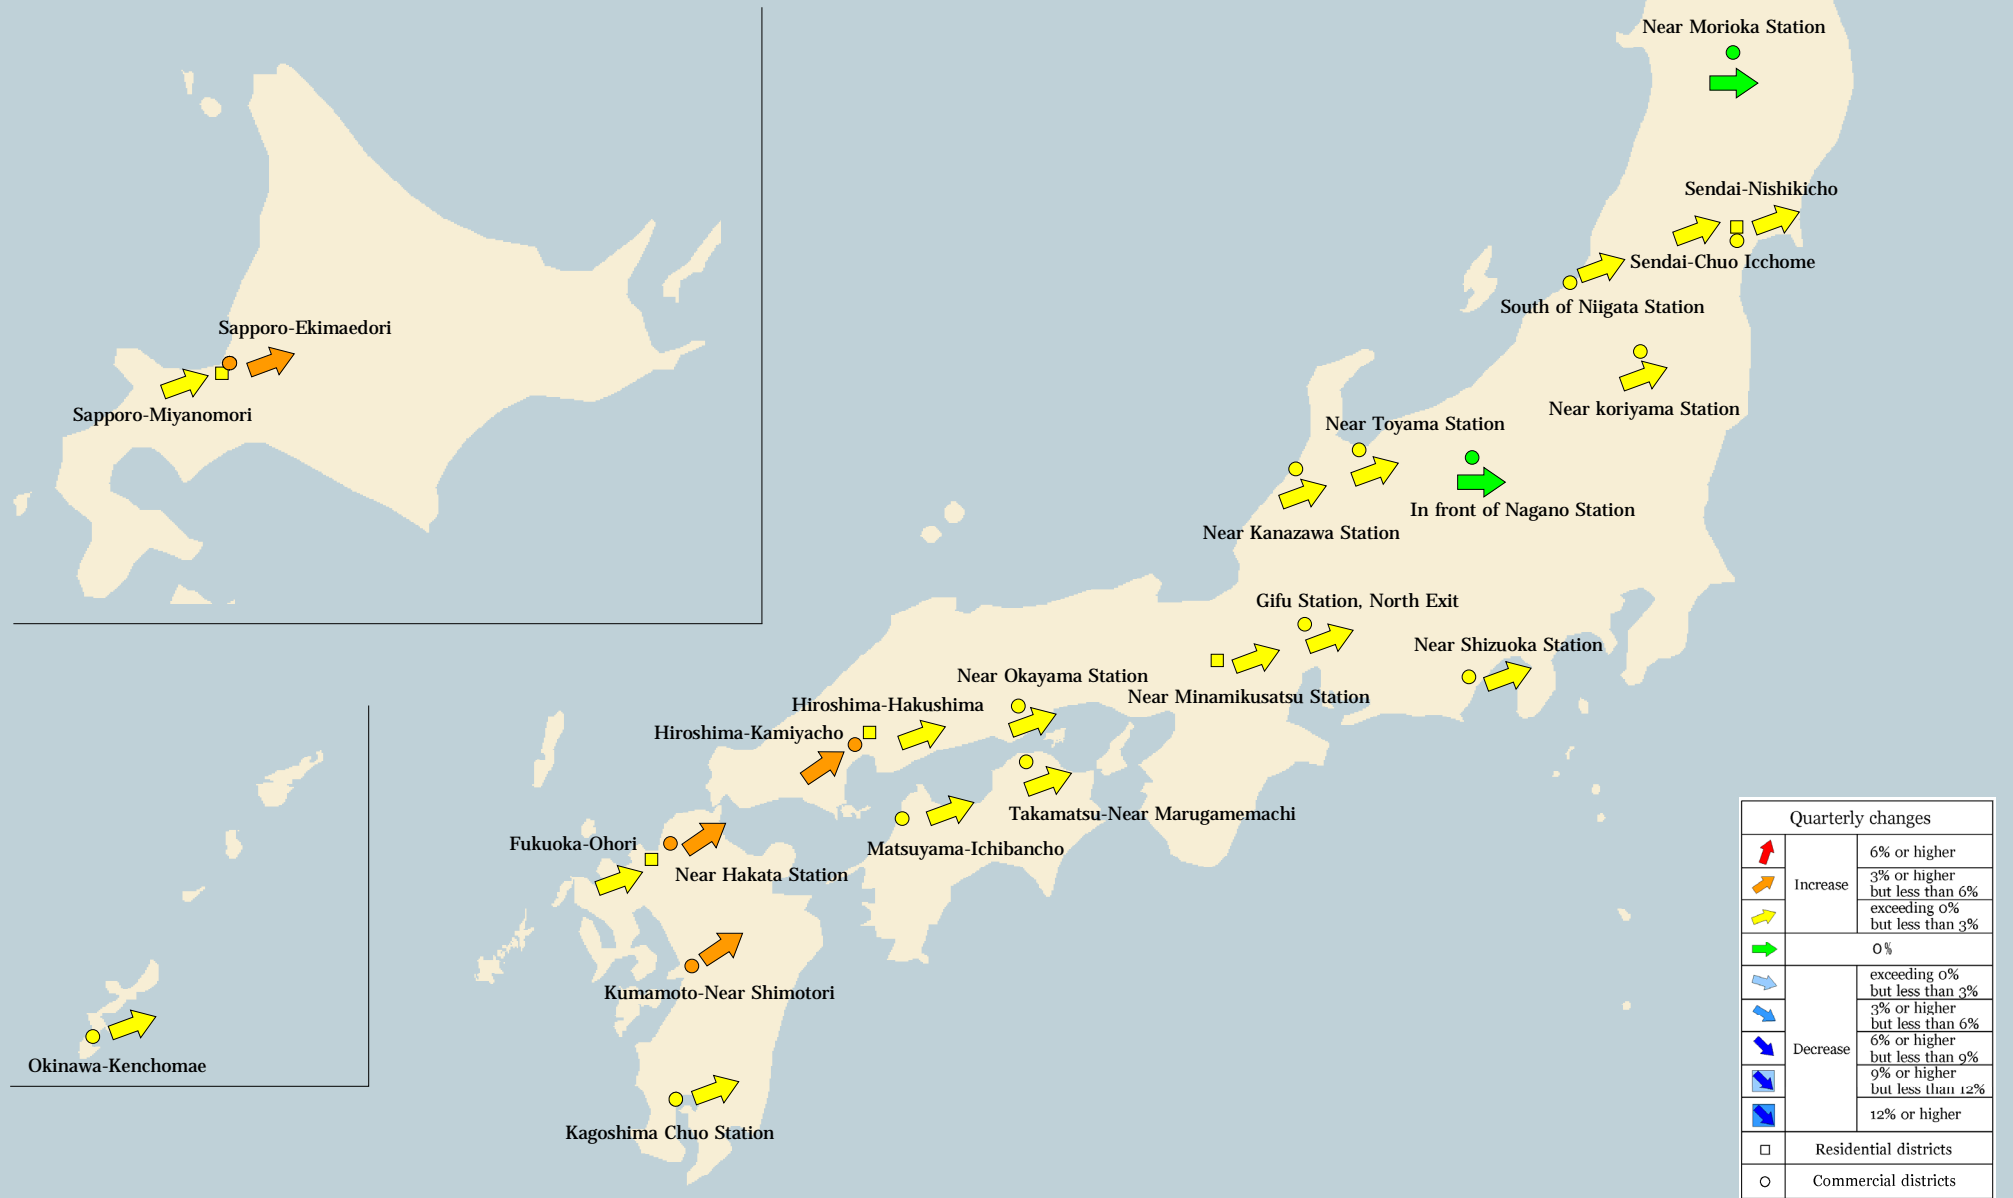 Near Morioka Station
Sendai-Nishikicho
Sendai-Chuo Icchome
South of Niigata Station
Sapporo-Ekimaedori
Sapporo-Miyanomori
Near koriyama Station
Near Toyama Station
In front of Nagano Station
Near Kanazawa Station
Gifu Station, North Exit
Near Shizuoka Station
Near Okayama Station
Near Minamikusatsu Station
Hiroshima-Hakushima
Hiroshima-Kamiyacho
Takamatsu-Near Marugamemachi
Fukuoka-Ohori
Matsuyama-Ichibancho
Near Hakata Station
Kumamoto-Near Shimotori
Okinawa-Kenchomae
Kagoshima Chuo Station
Quarterly changes
Increase
6% or higher
3% or higher
but less than 6%
exceeding 0%
but less than 3%
0%
Decrease
exceeding 0%
but less than 3%
3% or higher
but less than 6%
6% or higher
but less than 9%
9% or higher
but less than 12%
12% or higher
Residential districts
Commercial districts